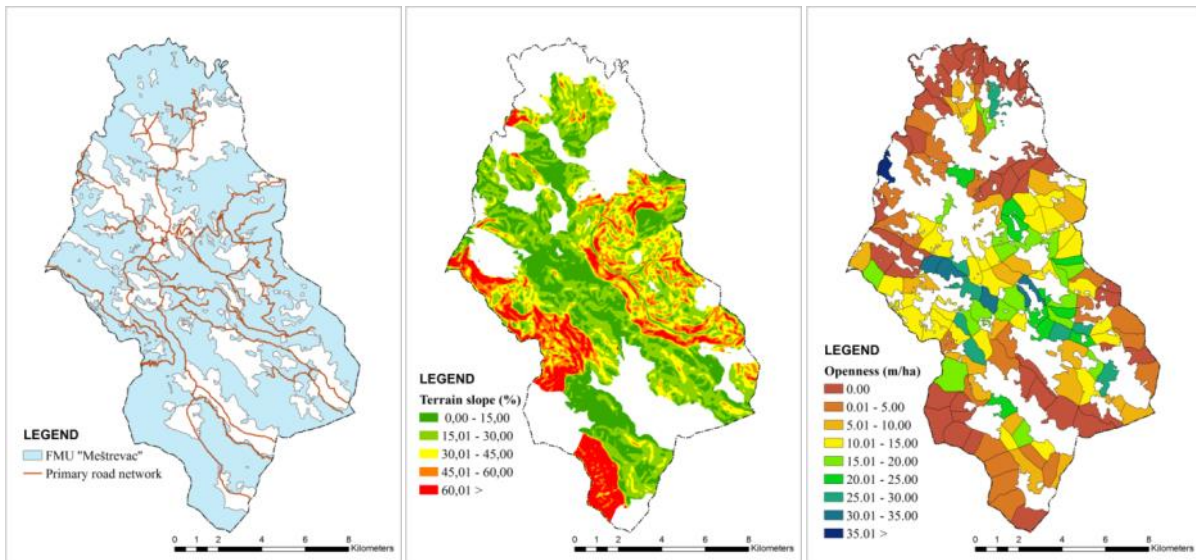 LEGEND
FMU "Meštrevac"
Primary road network
0 1 2 4 6 8
Kilometers
LEGEND
Terrain slope (%)
0,00 - 15,00
15,01 - 30,00
30,01 - 45,00
45,01 - 60,00
60,01 >
0 1 2 4 6 8
Kilometers
LEGEND
Openness (m/ha)
0.00
0.01 - 5.00
5.01 - 10.00
10.01 - 15.00
15.01 - 20.00
20.01 - 25.00
25.01 - 30.00
30.01 - 35.00
35.01 >
0 1 2 4 6 8
Kilometers